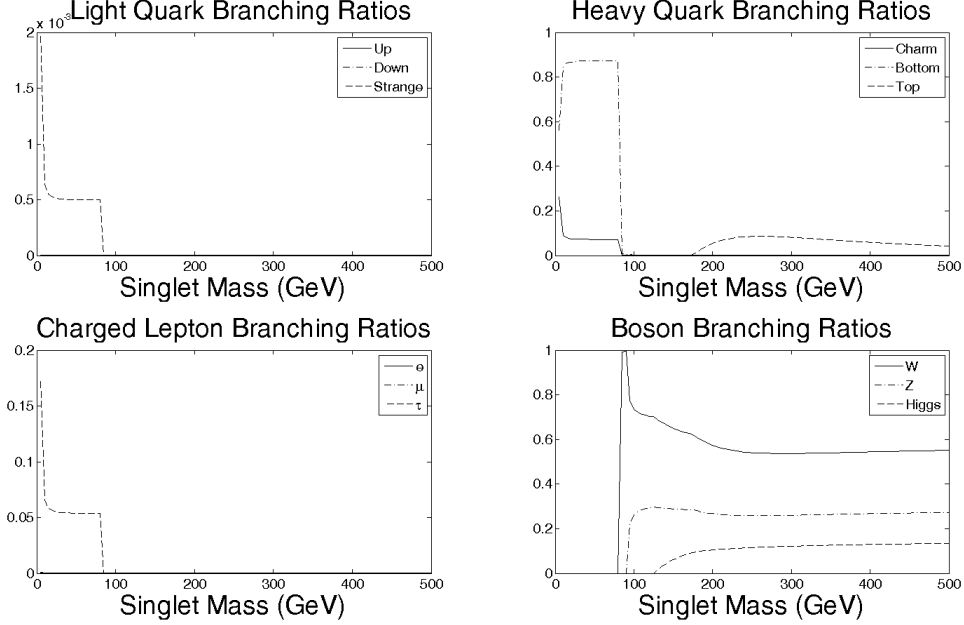 Light Quark Branching Ratios
x 10⁻³
2
1.5
1
0.5
0
0 100 200 300 400 500
Up
Down
Strange
Singlet Mass (GeV)
Heavy Quark Branching Ratios
1
0.8
0.6
0.4
0.2
0
0 100 200 300 400 500
Charm
Bottom
Top
Singlet Mass (GeV)
Charged Lepton Branching Ratios
0.2
0.15
0.1
0.05
0
0 100 200 300 400 500
e
μ
τ
Singlet Mass (GeV)
Boson Branching Ratios
1
0.8
0.6
0.4
0.2
0
0 100 200 300 400 500
W
Z
Higgs
Singlet Mass (GeV)